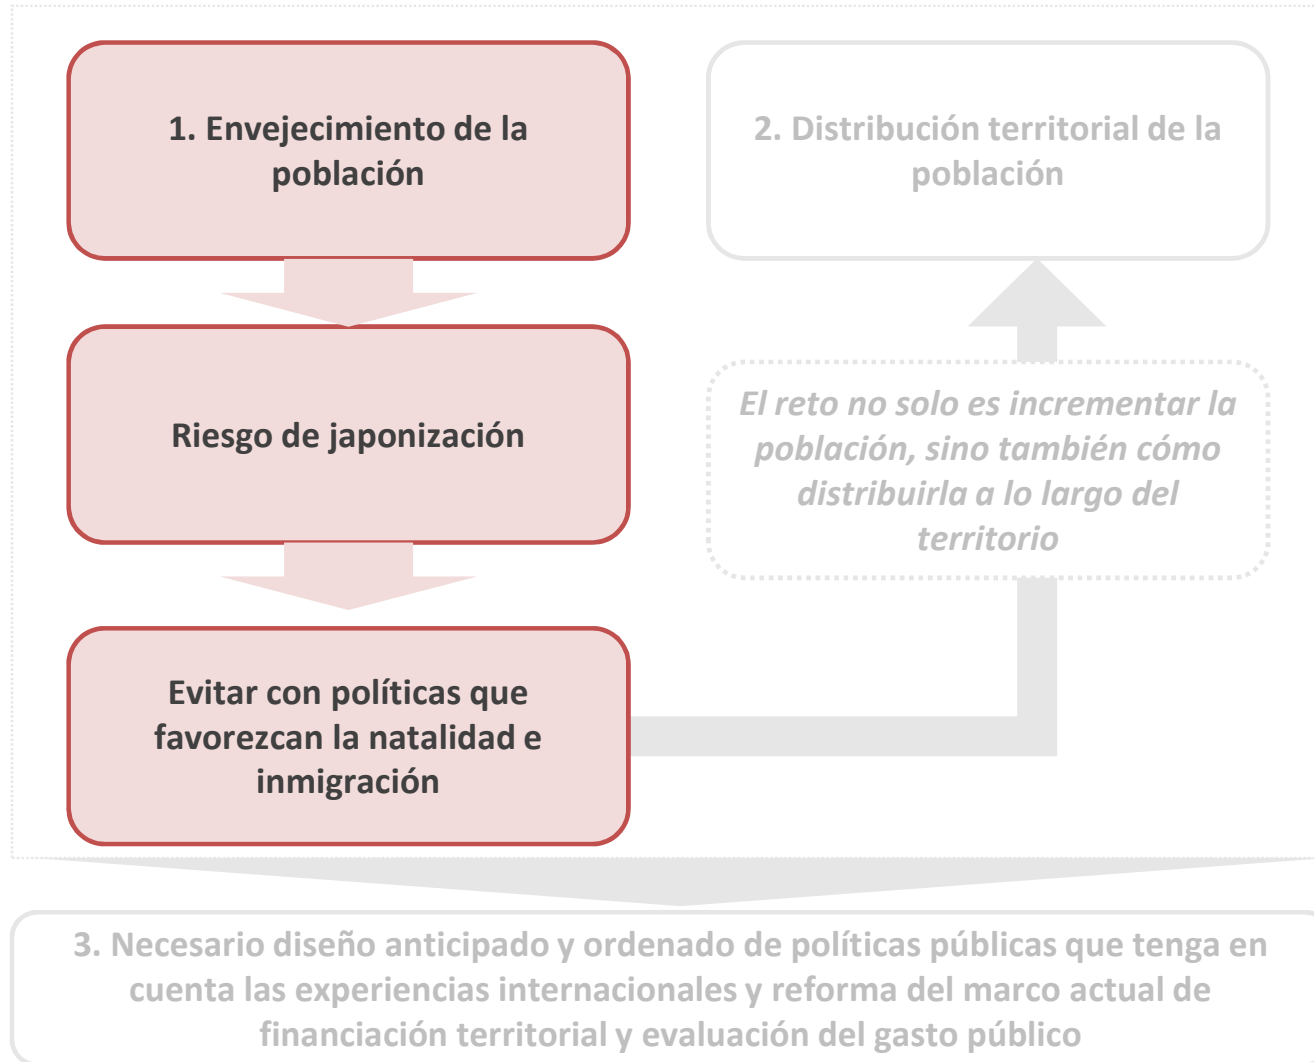 1. Envejecimiento de la
población
Riesgo de japonización
Evitar con políticas que
favorezcan la natalidad e
inmigración
2. Distribución territorial de la
población
El reto no solo es incrementar la
población, sino también cómo
distribuirla a lo largo del
territorio
3. Necesario diseño anticipado y ordenado de políticas públicas que tenga en
cuenta las experiencias internacionales y reforma del marco actual de
financiación territorial y evaluación del gasto público